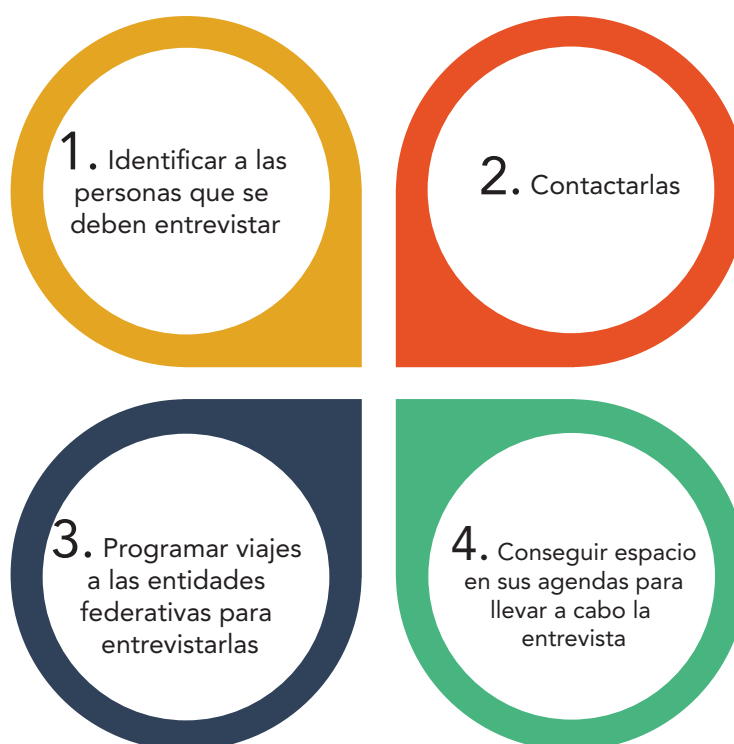 1. Identificar a las
personas que se
deben entrevistar
2. Contactarlas
3. Programar viajes
a las entidades
federativas para
entrevistarlas
4. Conseguir espacio
en sus agendas para
llevar a cabo la
entrevista